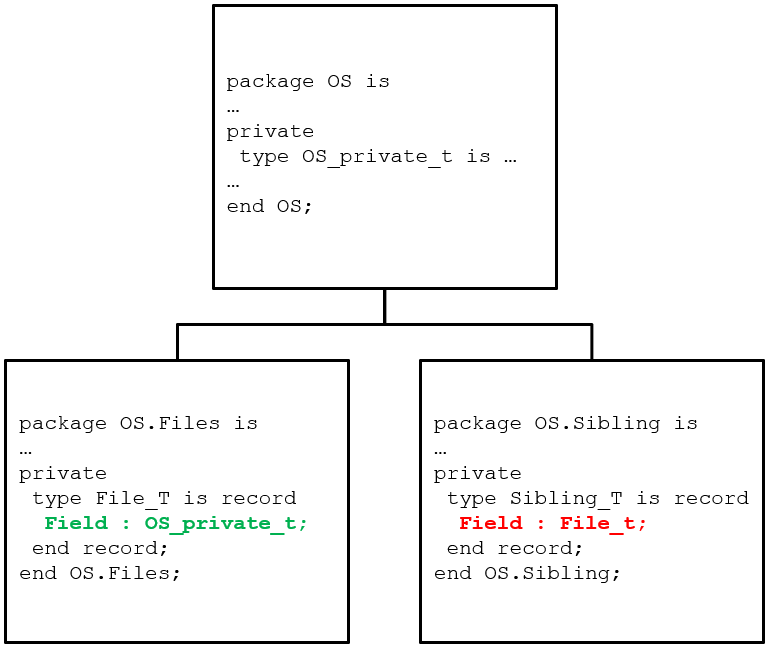 package OS is
…
private
 type OS_private_t is …
…
end OS;
package OS.Files is
…
private
 type File_T is record
  Field : OS_private_t;
 end record;
end OS.Files;
package OS.Sibling is
…
private
 type Sibling_T is record
  Field : File_t;
 end record;
end OS.Sibling;